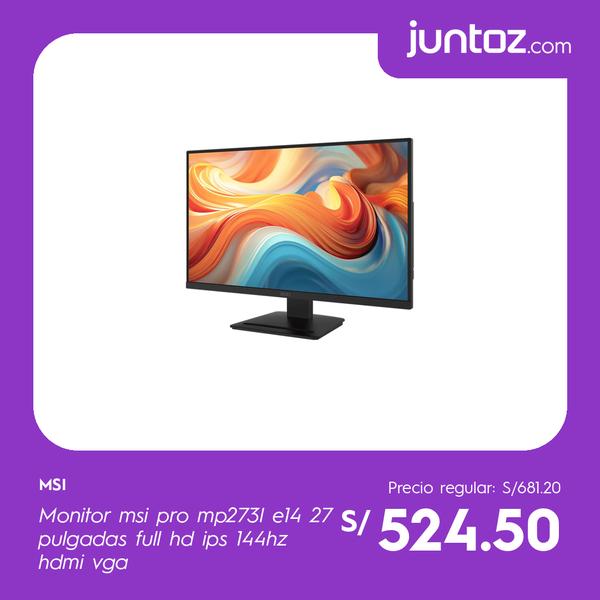 juntoz.com
MSI
Precio regular: S/681.20
Monitor msi pro mp273l e14 27
pulgadas full hd ips 144hz
hdmi vga
S/ 524.50